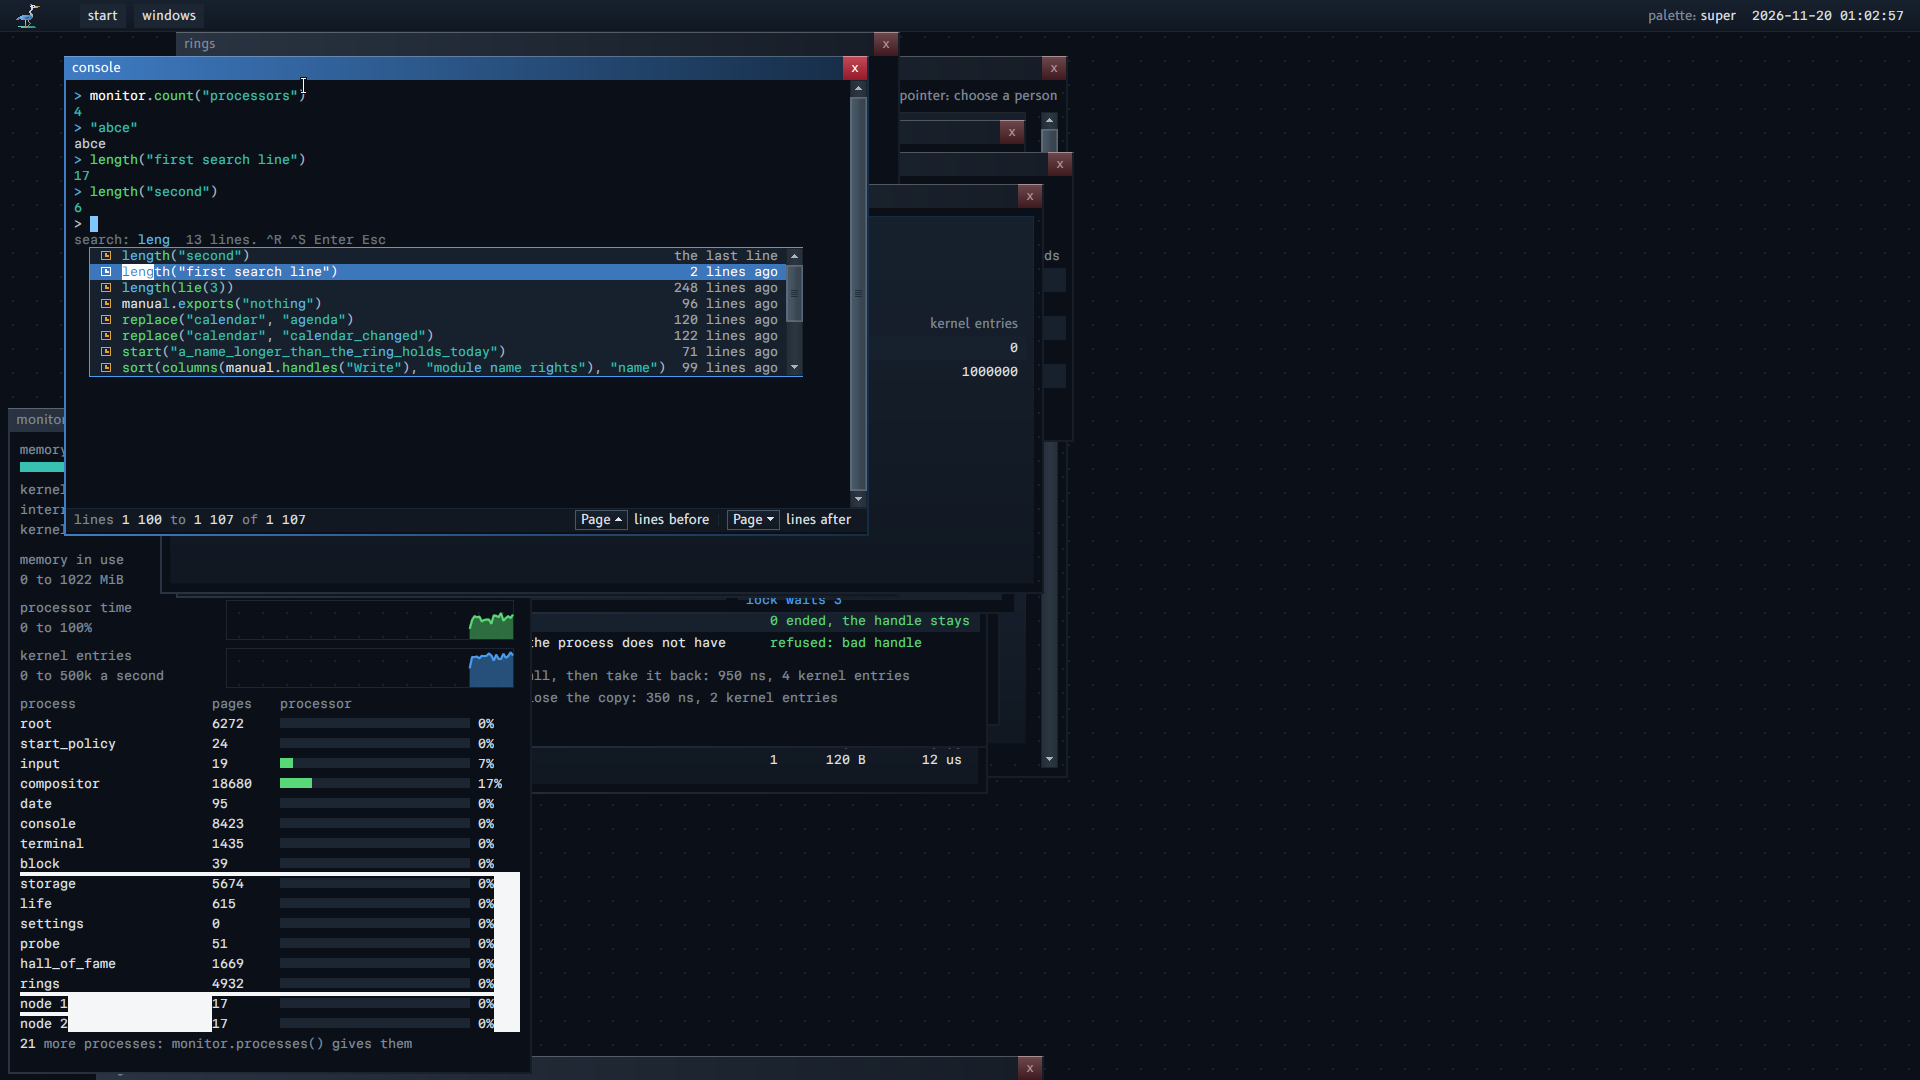 start windows palette: super 2026-11-20 01:02:57
rings x
console x
x
> monitor.count("processors")
pointer: choose a person
4
> "abce"
x
abce
> length("first search line")
x
17
> length("second")
x
6
>
search: leng 13 lines. ^R ^S Enter Esc
length("second") the last line
ds
length("first search line") 2 lines ago
length(lie(3)) 248 lines ago
manual.exports("nothing") 96 lines ago
replace("calendar", "agenda") 120 lines ago
kernel entries
replace("calendar", "calendar_changed") 122 lines ago
0
start("a_name_longer_than_the_ring_holds_today") 71 lines ago
sort(columns(manual.handles("Write"), "module name rights"), "name") 99 lines ago
1000000
monitor
memory
kernel
inter
kernel
lines 1 100 to 1 107 of 1 107 Page lines before Page lines after
memory in use
0 to 1022 MiB
processor time
0 to 100%
lock waits 3
0 ended, the handle stays
the process does not have refused: bad handle
kernel entries
0 to 500k a second
all, then take it back: 950 ns, 4 kernel entries
lose the copy: 350 ns, 2 kernel entries
process pages processor
root 6272 0%
start_policy 24 0%
input 19 7%
1 120 B 12 us
compositor 18680 17%
date 95 0%
console 8423 0%
terminal 1435 0%
block 39 0%
storage 5674 0%
life 615 0%
settings 0 0%
probe 51 0%
hall_of_fame 1669 0%
rings 4932 0%
node 1 17 0%
node 2 17 0%
21 more processes: monitor.processes() gives them
x